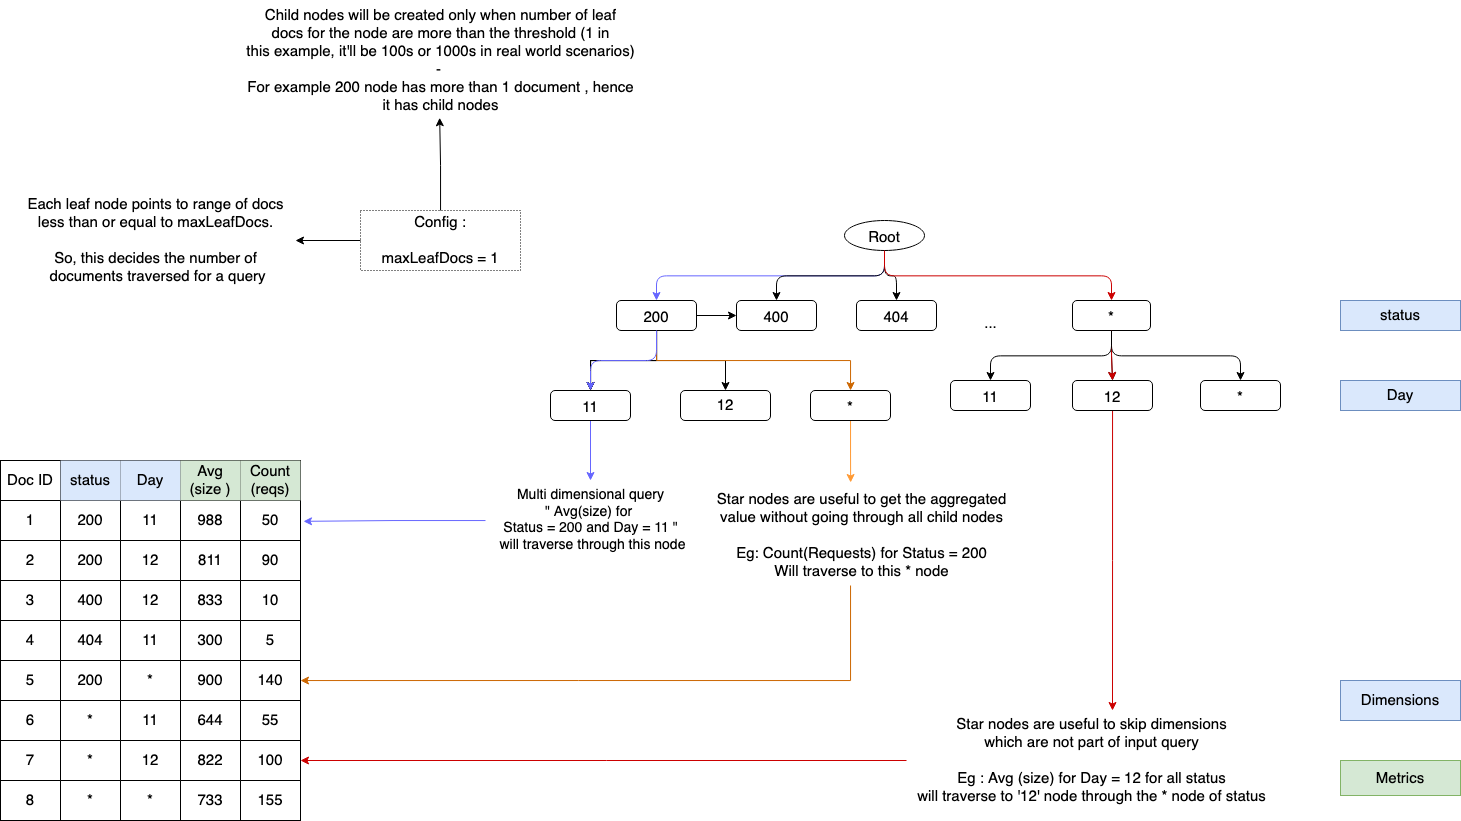 Child nodes will be created only when number of leaf
docs for the node are more than the threshold (1 in
this example, it'll be 100s or 1000s in real world scenarios)
-
For example 200 node has more than 1 document , hence
it has child nodes
Each leaf node points to range of docs
less than or equal to maxLeafDocs.
So, this decides the number of
documents traversed for a query
Config :
maxLeafDocs = 1
Root
200
400
404
...
*
status
11
12
*
11
12
*
Day
Multi dimensional query
" Avg(size) for
Status = 200 and Day = 11 "
will traverse through this node
Star nodes are useful to get the aggregated
value without going through all child nodes
Eg: Count(Requests) for Status = 200
Will traverse to this * node
Doc ID status Day Avg (size ) Count (reqs)
1 200 11 988 50
2 200 12 811 90
3 400 12 833 10
4 404 11 300 5
5 200 * 900 140
6 * 11 644 55
7 * 12 822 100
8 * * 733 155
Star nodes are useful to skip dimensions
which are not part of input query
Eg : Avg (size) for Day = 12 for all status
will traverse to '12' node through the * node of status
Dimensions
Metrics